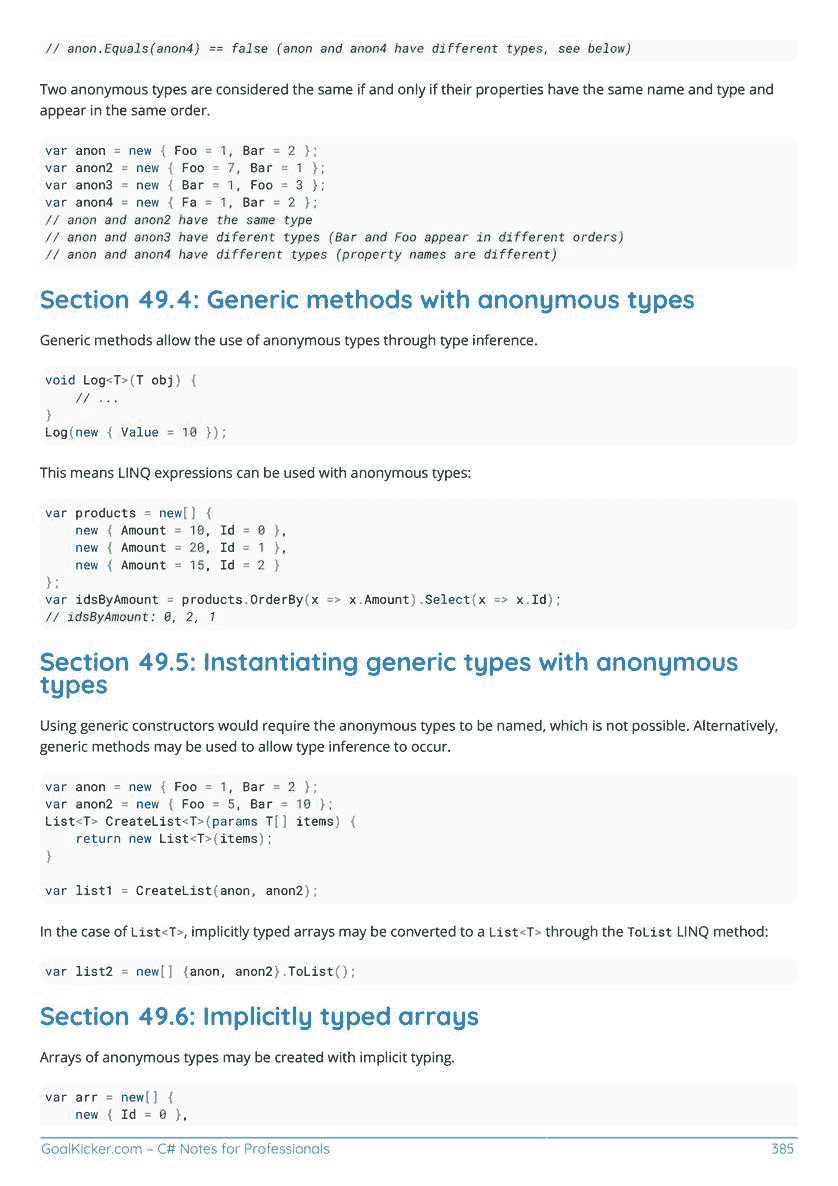 // anon.Equals(anon4) == false (anon and anon4 have different types, see below)
Two anonymous types are considered the same if and only if their properties have the same name and type and
appear in the same order.
var anon = new { Foo = 1, Bar = 2 };
var anon2 = new { Foo = 7, Bar = 1 };
var anon3 = new { Bar = 1, Foo = 3 };
var anon4 = new { Fa = 1, Bar = 2 };
// anon and anon2 have the same type
// anon and anon3 have diferent types (Bar and Foo appear in different orders)
// anon and anon4 have different types (property names are different)
Section 49.4: Generic methods with anonymous types
Generic methods allow the use of anonymous types through type inference.
void Log<T>(T obj) {
    // ...
}
Log(new { Value = 10 });
This means LINQ expressions can be used with anonymous types:
var products = new[] {
    new { Amount = 10, Id = 0 },
    new { Amount = 20, Id = 1 },
    new { Amount = 15, Id = 2 }
};
var idsByAmount = products.OrderBy(x => x.Amount).Select(x => x.Id);
// idsByAmount: 0, 2, 1
Section 49.5: Instantiating generic types with anonymous
types
Using generic constructors would require the anonymous types to be named, which is not possible. Alternatively,
generic methods may be used to allow type inference to occur.
var anon = new { Foo = 1, Bar = 2 };
var anon2 = new { Foo = 5, Bar = 10 };
List<T> CreateList<T>(params T[] items) {
    return new List<T>(items);
}
var list1 = CreateList(anon, anon2);
In the case of List<T>, implicitly typed arrays may be converted to a List<T> through the ToList LINQ method:
var list2 = new[] {anon, anon2}.ToList();
Section 49.6: Implicitly typed arrays
Arrays of anonymous types may be created with implicit typing.
var arr = new[] {
    new { Id = 0 },
GoalKicker.com – C# Notes for Professionals 385